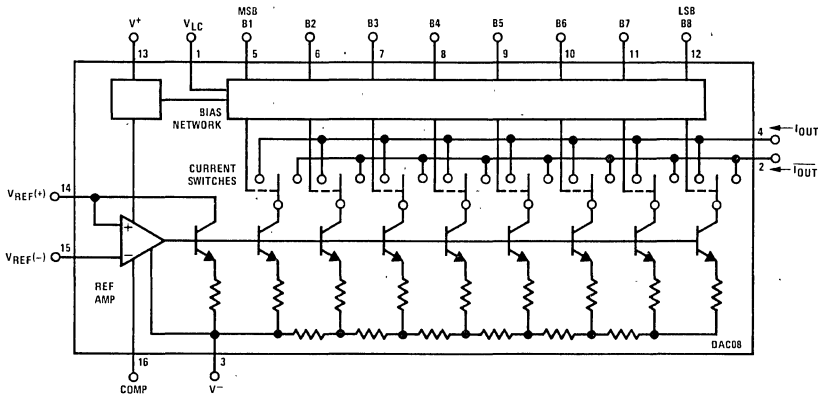 MSB LSB
V+ VLC B1 B2 B3 B4 B5 B6 B7 B8
13 1 5 6 7 8 9 10 11 12
BIAS
NETWORK
4 IOUT
CURRENT
SWITCHES
2 IOUT
VREF(+) 14
+
VREF(-) 15
−
REF
AMP
DAC08
16 3
COMP V−